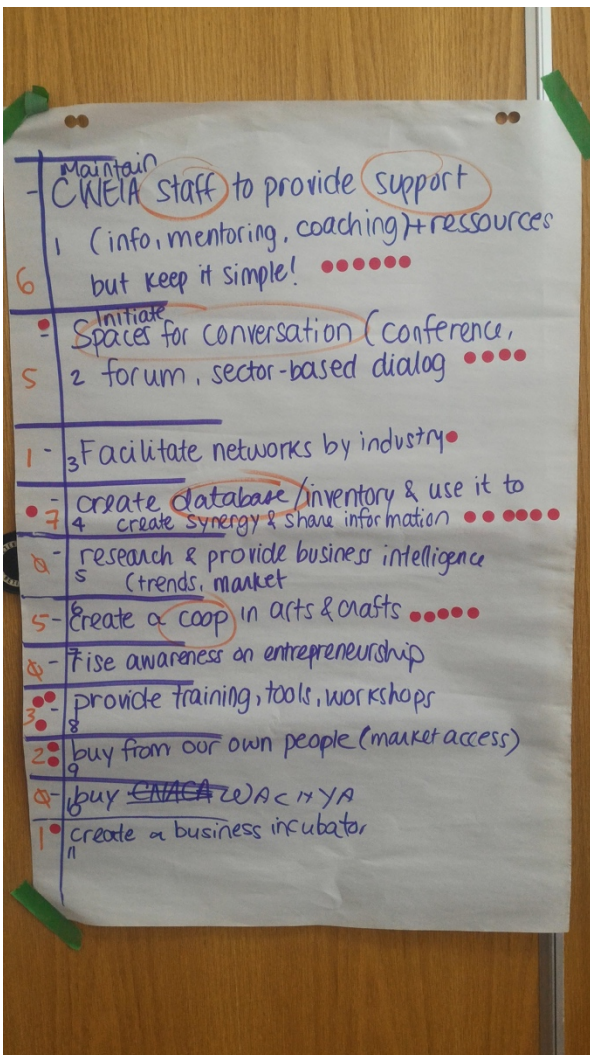 Maintain
- CWEIA staff to provide support
1 (info, mentoring, coaching)+ressources
6 but keep it simple!
Initiate
- Spaces for conversation (conference,
5 2 forum, sector-based dialog
1 - 3 Facilitate networks by industry
- create database/inventory & use it to
7 4 create synergy & share information
0 - research & provide business intelligence
5 (trends, market
5 - 6 create a coop in arts & crafts
0 - 7 rise awareness on entrepreneurship
3 - provide training, tools, workshops
8
2 buy from our own people (market access)
9
0 - 10 buy WACHYA
1 create a business incubator
11